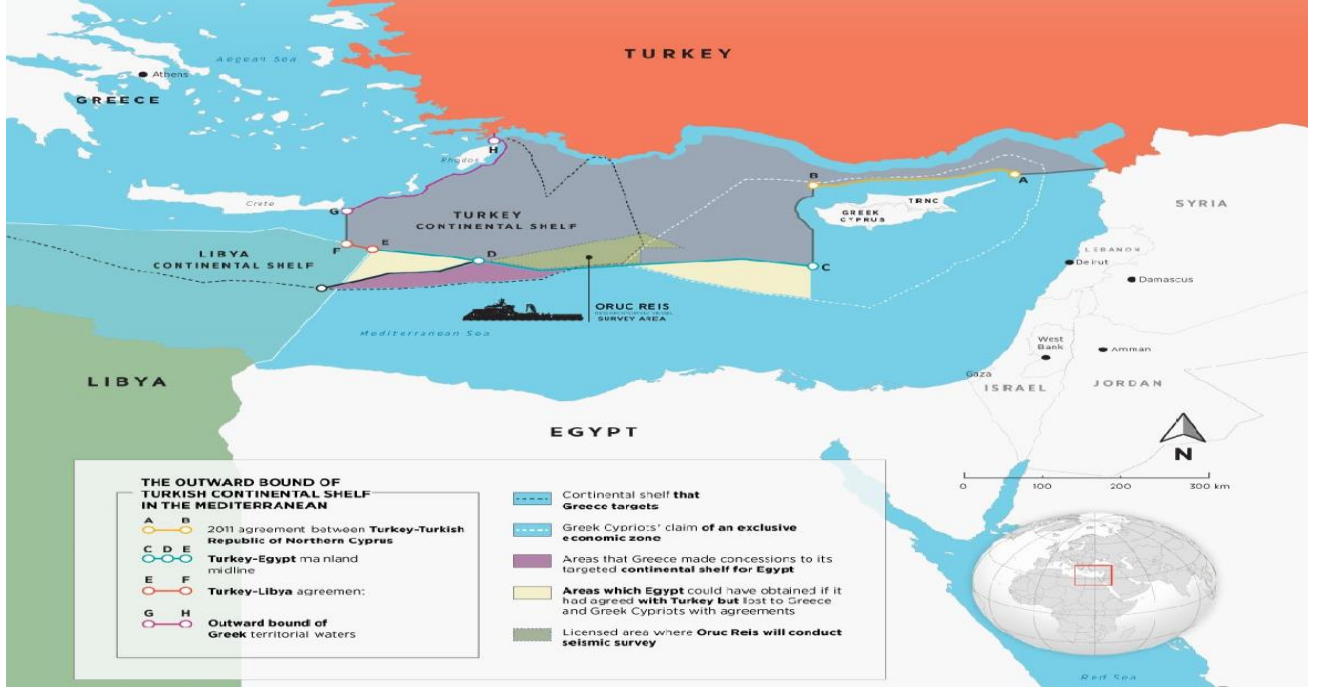 TURKEY
Aegean Sea
Athens
GREECE
H
Rhodos
B
A
TRNC
GREEK
CYPRUS
SYRIA
Crete
G
TURKEY
CONTINENTAL SHELF
F
E
D
C
LIBYA
CONTINENTAL SHELF
LEBANON
Beirut
Damascus
ORUC REIS
SURVEY AREA
Mediterranean Sea
West
Bank
Amman
Gaza
ISRAEL
JORDAN
LIBYA
EGYPT
N
0 100 200 300 km
THE OUTWARD BOUND OF
TURKISH CONTINENTAL SHELF
IN THE MEDITERRANEAN
A B
2011 agreement between Turkey-Turkish
Republic of Northern Cyprus
C D E
Turkey-Egypt mainland
midline
E F
Turkey-Libya agreement
G H
Outward bound of
Greek territorial waters
Continental shelf that
Greece targets
Greek Cypriots' claim of an exclusive
economic zone
Areas that Greece made concessions to its
targeted continental shelf for Egypt
Areas which Egypt could have obtained if it
had agreed with Turkey but lost to Greece
and Greek Cypriots with agreements
Licensed area where Oruc Reis will conduct
seismic survey
Red Sea